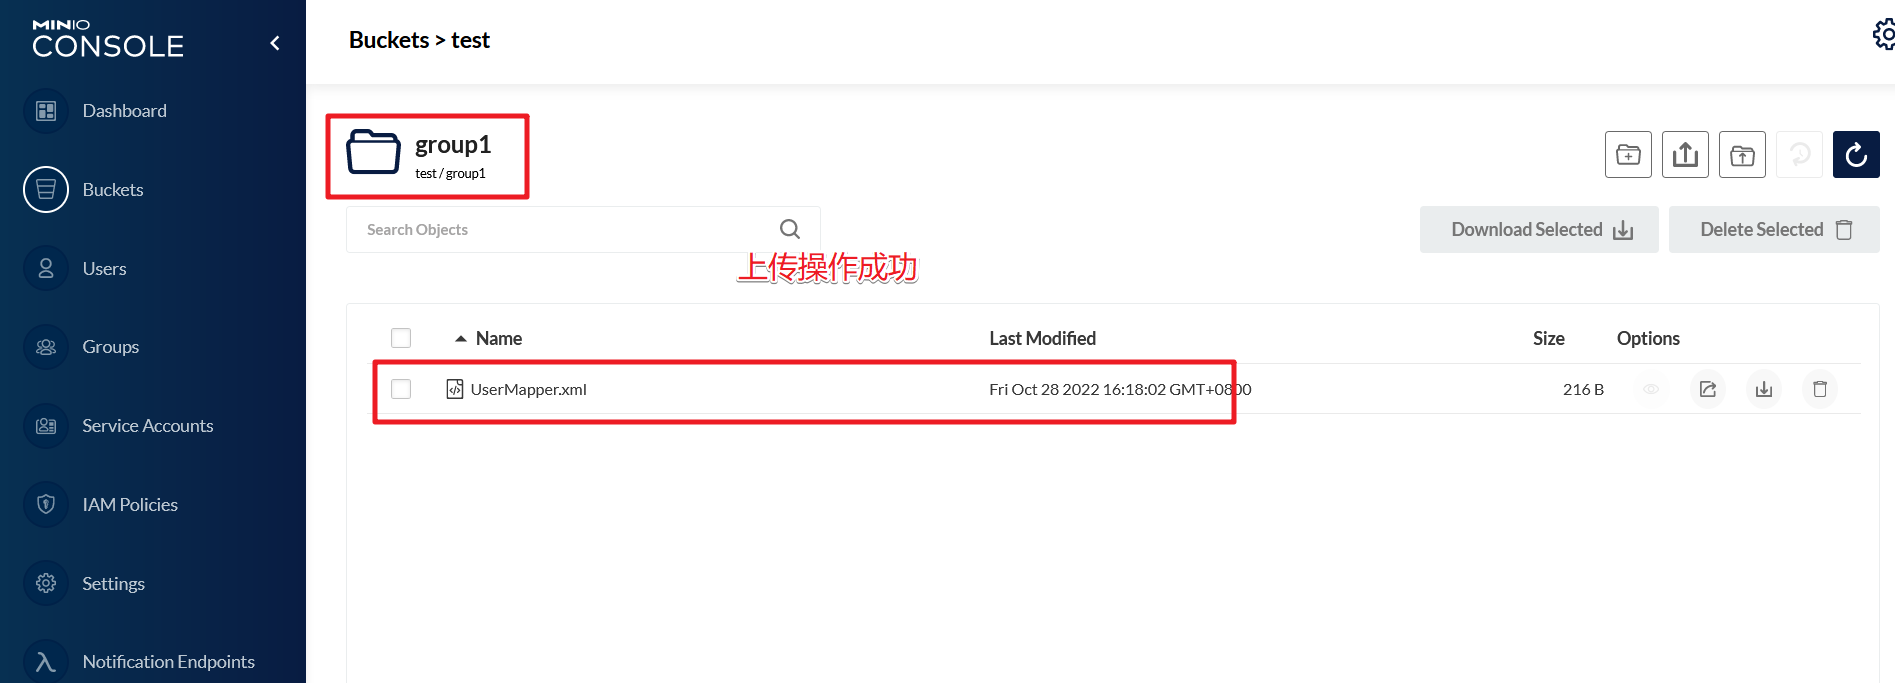 MINIO
CONSOLE
Buckets > test
Dashboard
Buckets
Users
Groups
Service Accounts
IAM Policies
Settings
Notification Endpoints
group1
test / group1
Search Objects
Download Selected
Delete Selected
上传操作成功
Name Last Modified Size Options
UserMapper.xml Fri Oct 28 2022 16:18:02 GMT+0800 216 B